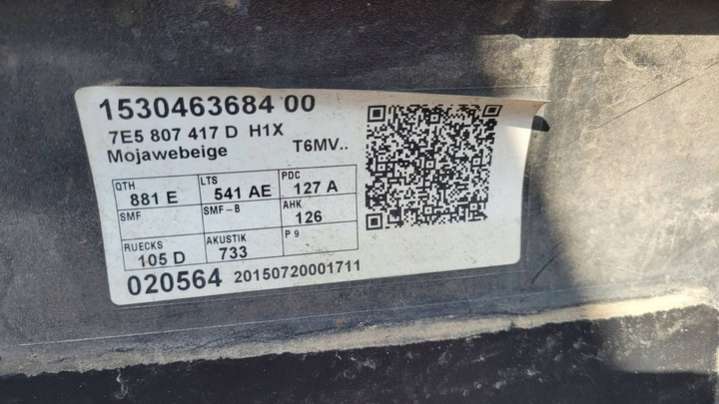 1530463684 00
7E5 807 417 D H1X
Mojawebeige T6MV..
QTH LTS PDC
881 E 541 AE 127 A
SMF SMF-B AHK
126
RUECKS AKUSTIK P 9
105 D 733
020564 20150720001711